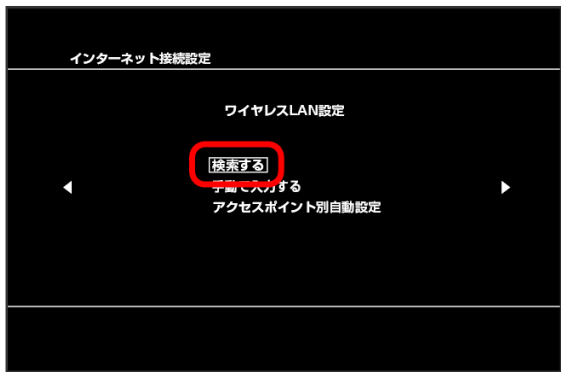 インターネット接続設定
ワイヤレスLAN設定
検索する
手動で入力する
アクセスポイント別自動設定